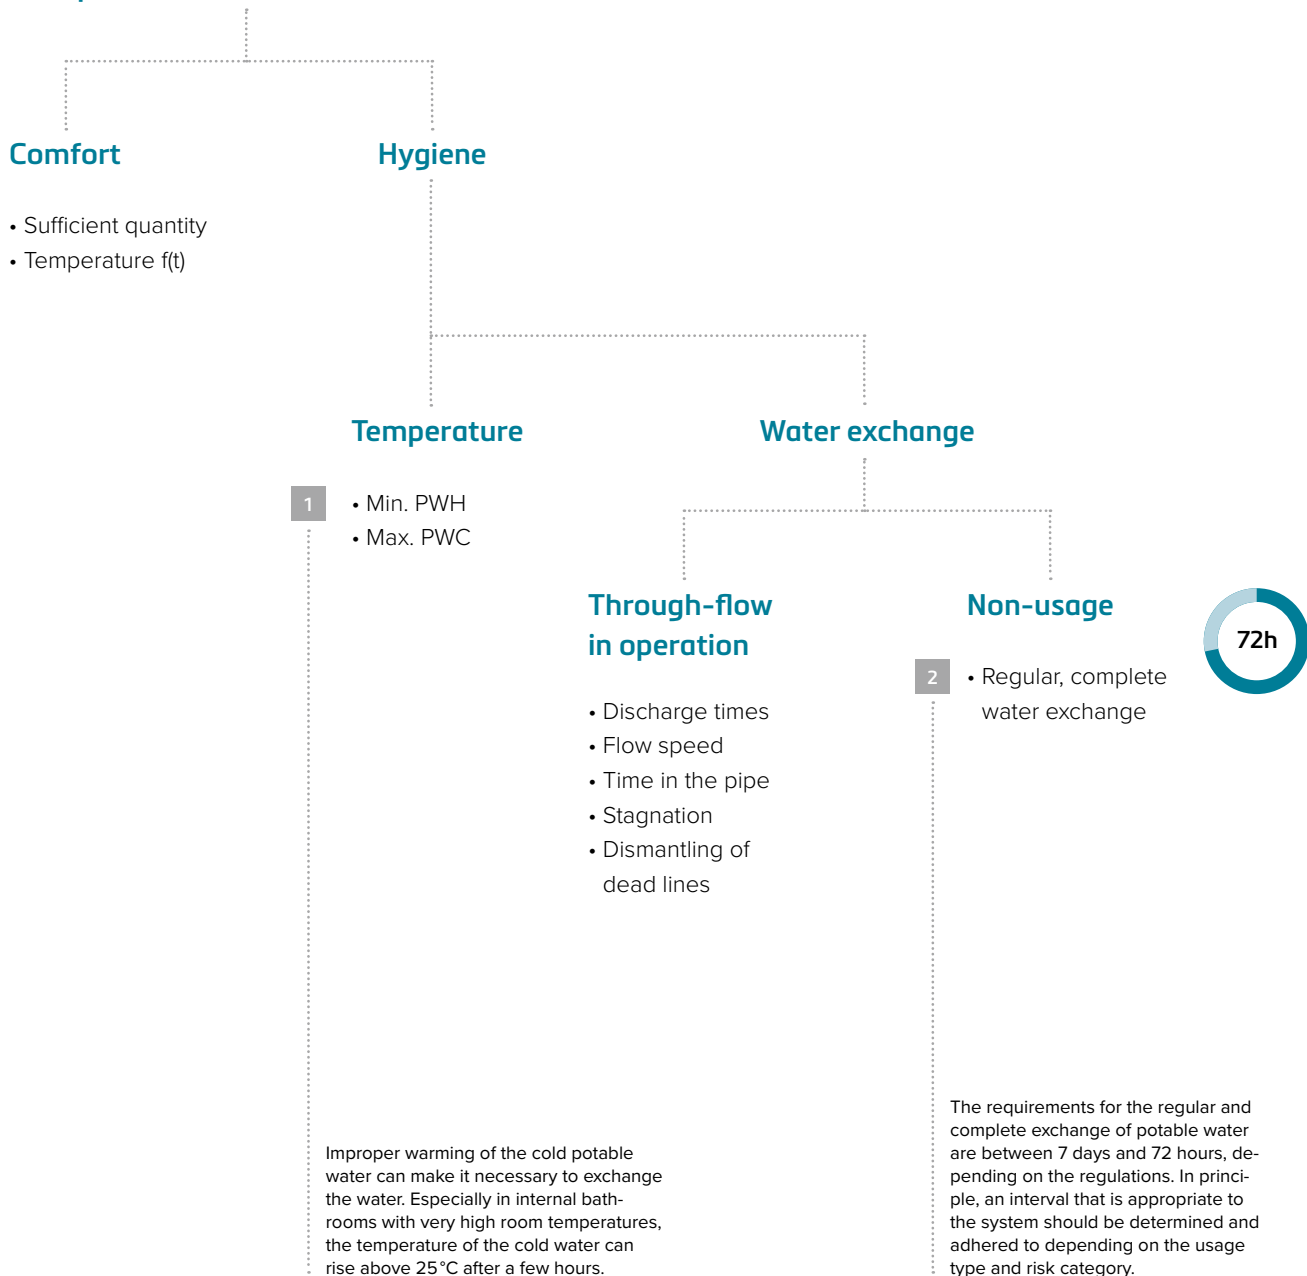 Comfort
Hygiene
• Sufficient quantity
• Temperature f(t)
Temperature
Water exchange
1
• Min. PWH
• Max. PWC
Through-flow
in operation
• Discharge times
• Flow speed
• Time in the pipe
• Stagnation
• Dismantling of
dead lines
Non-usage
72h
2
• Regular, complete
water exchange
Improper warming of the cold potable
water can make it necessary to exchange
the water. Especially in internal bath-
rooms with very high room temperatures,
the temperature of the cold water can
rise above 25 °C after a few hours.
The requirements for the regular and
complete exchange of potable water
are between 7 days and 72 hours, de-
pending on the regulations. In princi-
ple, an interval that is appropriate to
the system should be determined and
adhered to depending on the usage
type and risk category.